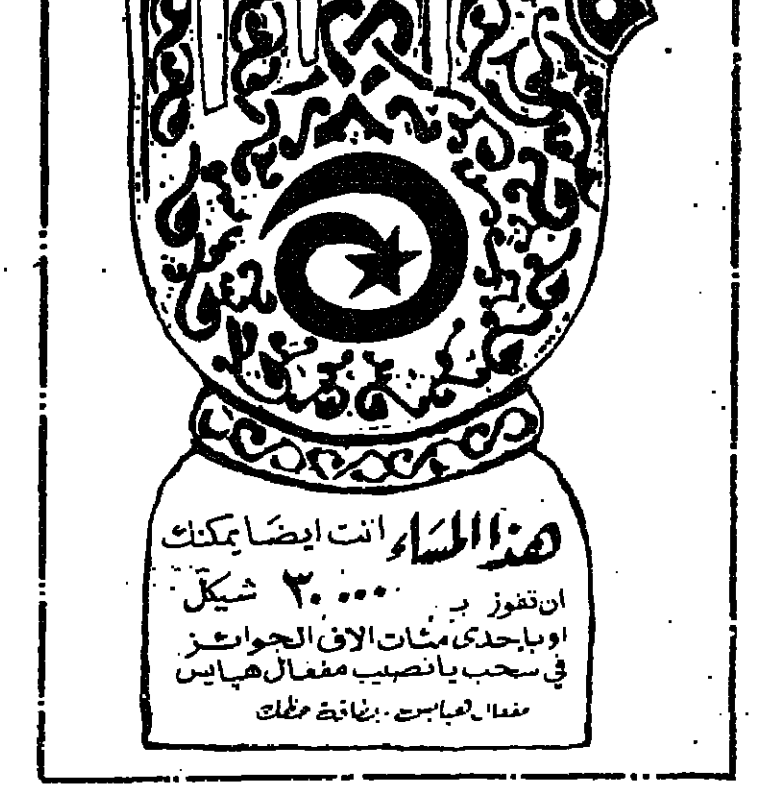 هذا المساء انت ايضا يمكنك
ان تفوز بـ ٣٠,٠٠٠ شيكل
او باحدى مئات الاف الجوائز
في سحب يانصيب مفعال هبايس
مفعال هبايس . بطاقة حظك